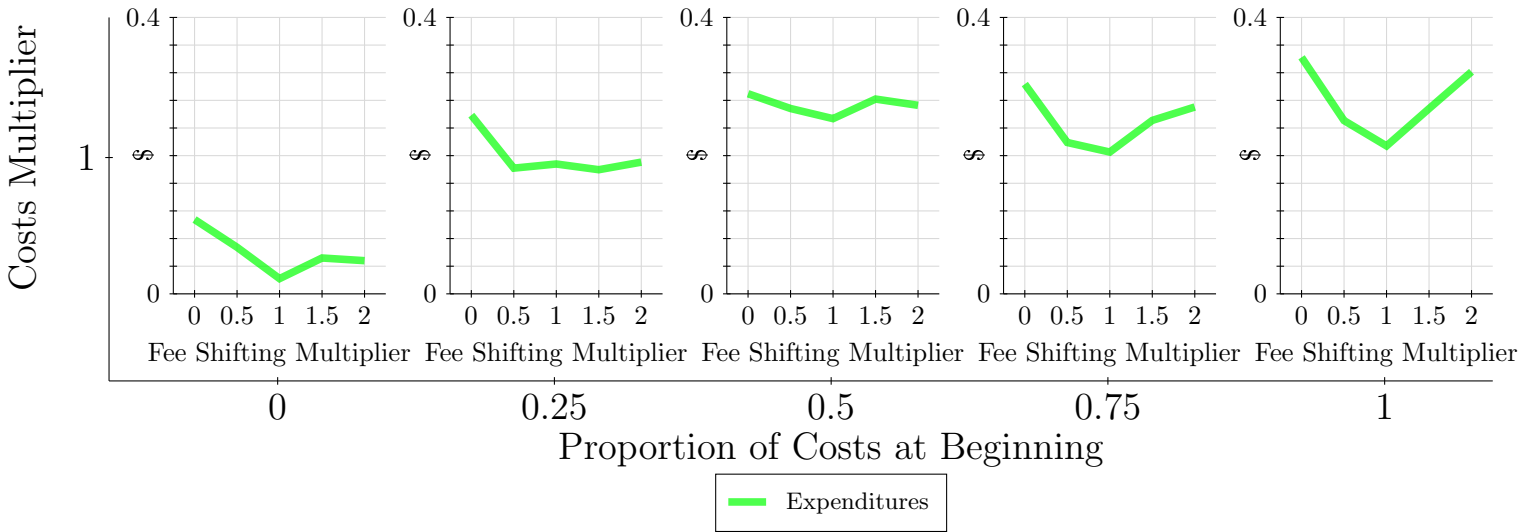 Costs Multiplier
1
0.4 0.4 0.4 0.4 0.4
$ $ $ $ $
0 0 0 0 0
0 0.5 1 1.5 2 0 0.5 1 1.5 2 0 0.5 1 1.5 2 0 0.5 1 1.5 2 0 0.5 1 1.5 2
Fee Shifting Multiplier Fee Shifting Multiplier Fee Shifting Multiplier Fee Shifting Multiplier Fee Shifting Multiplier
0 0.25 0.5 0.75 1
Proportion of Costs at Beginning
Expenditures